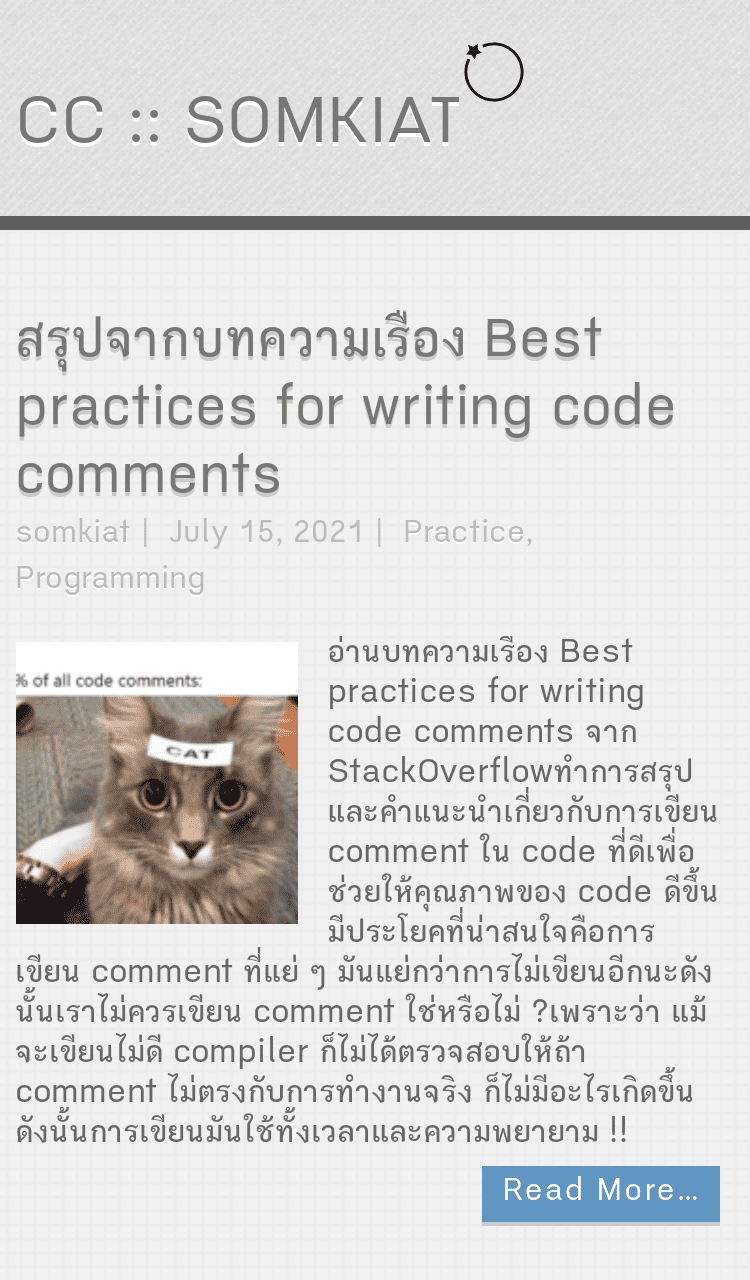 CC :: SOMKIAT
สรุปจากบทความเรื่อง Best
practices for writing code
comments
somkiat | July 15, 2021 | Practice,
Programming
% of all code comments:
CAT
อ่านบทความเรื่อง Best
practices for writing
code comments จาก
StackOverflowทำการสรุป
และคำแนะนำเกี่ยวกับการเขียน
comment ใน code ที่ดีเพื่อ
ช่วยให้คุณภาพของ code ดีขึ้น
มีประโยคที่น่าสนใจคือการ
เขียน comment ที่แย่ ๆ มันแย่กว่าการไม่เขียนอีกนะดัง
นั้นเราไม่ควรเขียน comment ใช่หรือไม่ ?เพราะว่า แม้
จะเขียนไม่ดี compiler ก็ไม่ได้ตรวจสอบให้ถ้า
comment ไม่ตรงกับการทำงานจริง ก็ไม่มีอะไรเกิดขึ้น
ดังนั้นการเขียนมันใช้ทั้งเวลาและความพยายาม !!
Read More…